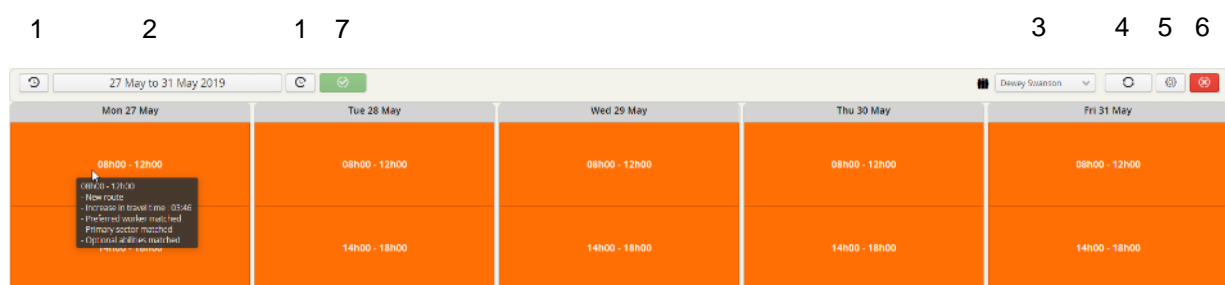 1 2 1 7 3 4 5 6
27 May to 31 May 2019 Dewey Swanson
Mon 27 May Tue 28 May Wed 29 May Thu 30 May Fri 31 May
08h00 - 12h00 08h00 - 12h00 08h00 - 12h00 08h00 - 12h00 08h00 - 12h00
08h00 - 12h00
- New route
- Increase in travel time : 03:46
- Preferred worker matched
- Primary sector matched
- Optional abilities matched
14h00 - 18h00 14h00 - 18h00 14h00 - 18h00 14h00 - 18h00 14h00 - 18h00